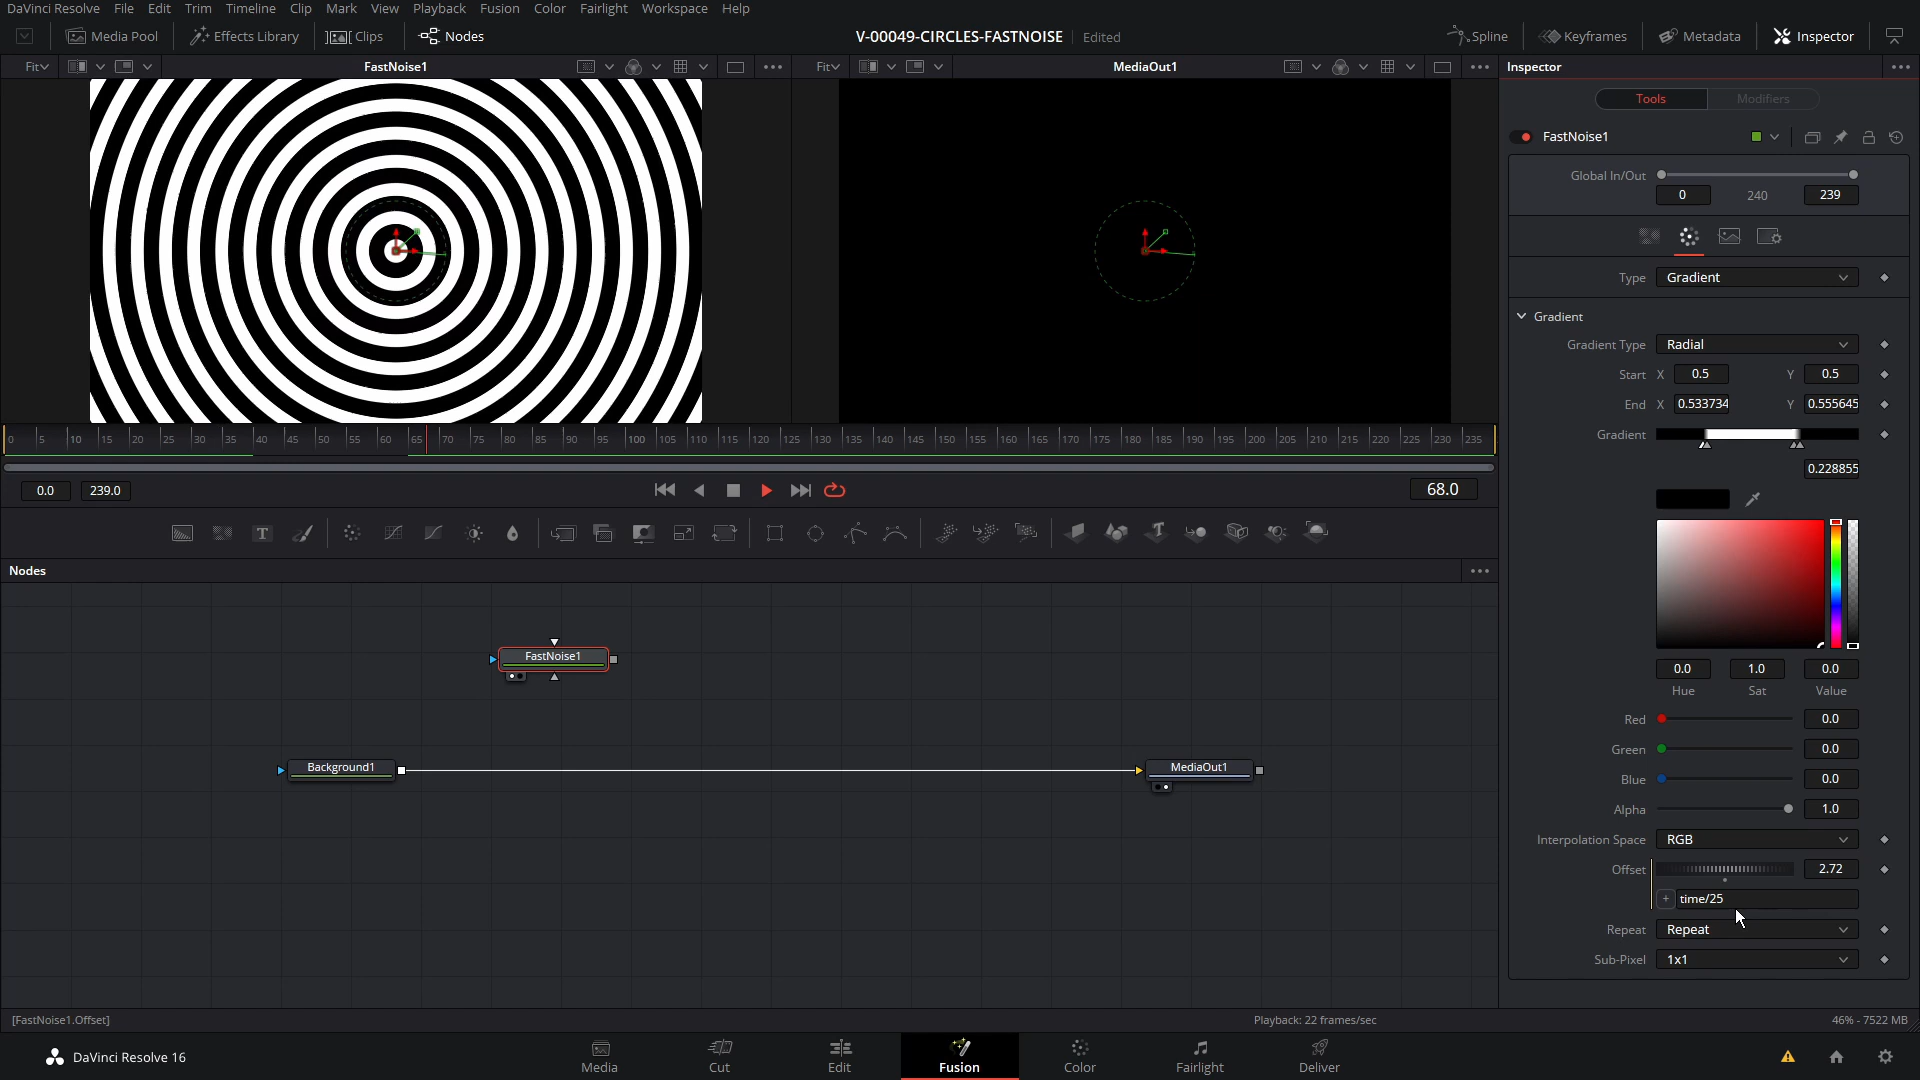 DaVinci Resolve File Edit Trim Timeline Clip Mark View Playback Fusion Color Fairlight Workspace Help
Media Pool Effects Library Clips Nodes V-00049-CIRCLES-FASTNOISE Edited Spline Keyframes Metadata Inspector
Fit FastNoise1 Fit MediaOut1 Inspector
Tools Modifiers
FastNoise1
Global In/Out
0 240 239
Type Gradient
Gradient
Gradient Type Radial
Start X 0.5 Y 0.5
End X 0.533734 Y 0.555645
Gradient
0 5 10 15 20 25 30 35 40 45 50 55 60 65 70 75 80 85 90 95 100 105 110 115 120 125 130 135 140 145 150 155 160 165 170 175 180 185 190 195 200 205 210 215 220 225 230 235
0.228855
0.0 239.0 68.0
Nodes
FastNoise1
Background1 MediaOut1
0.0 1.0 0.0
Hue Sat Value
Red 0.0
Green 0.0
Blue 0.0
Alpha 1.0
Interpolation Space RGB
Offset 2.72
+ time/25
Repeat Repeat
Sub-Pixel 1x1
[FastNoise1.Offset] Playback: 22 frames/sec 46% - 7522 MB
DaVinci Resolve 16 Media Cut Edit Fusion Color Fairlight Deliver